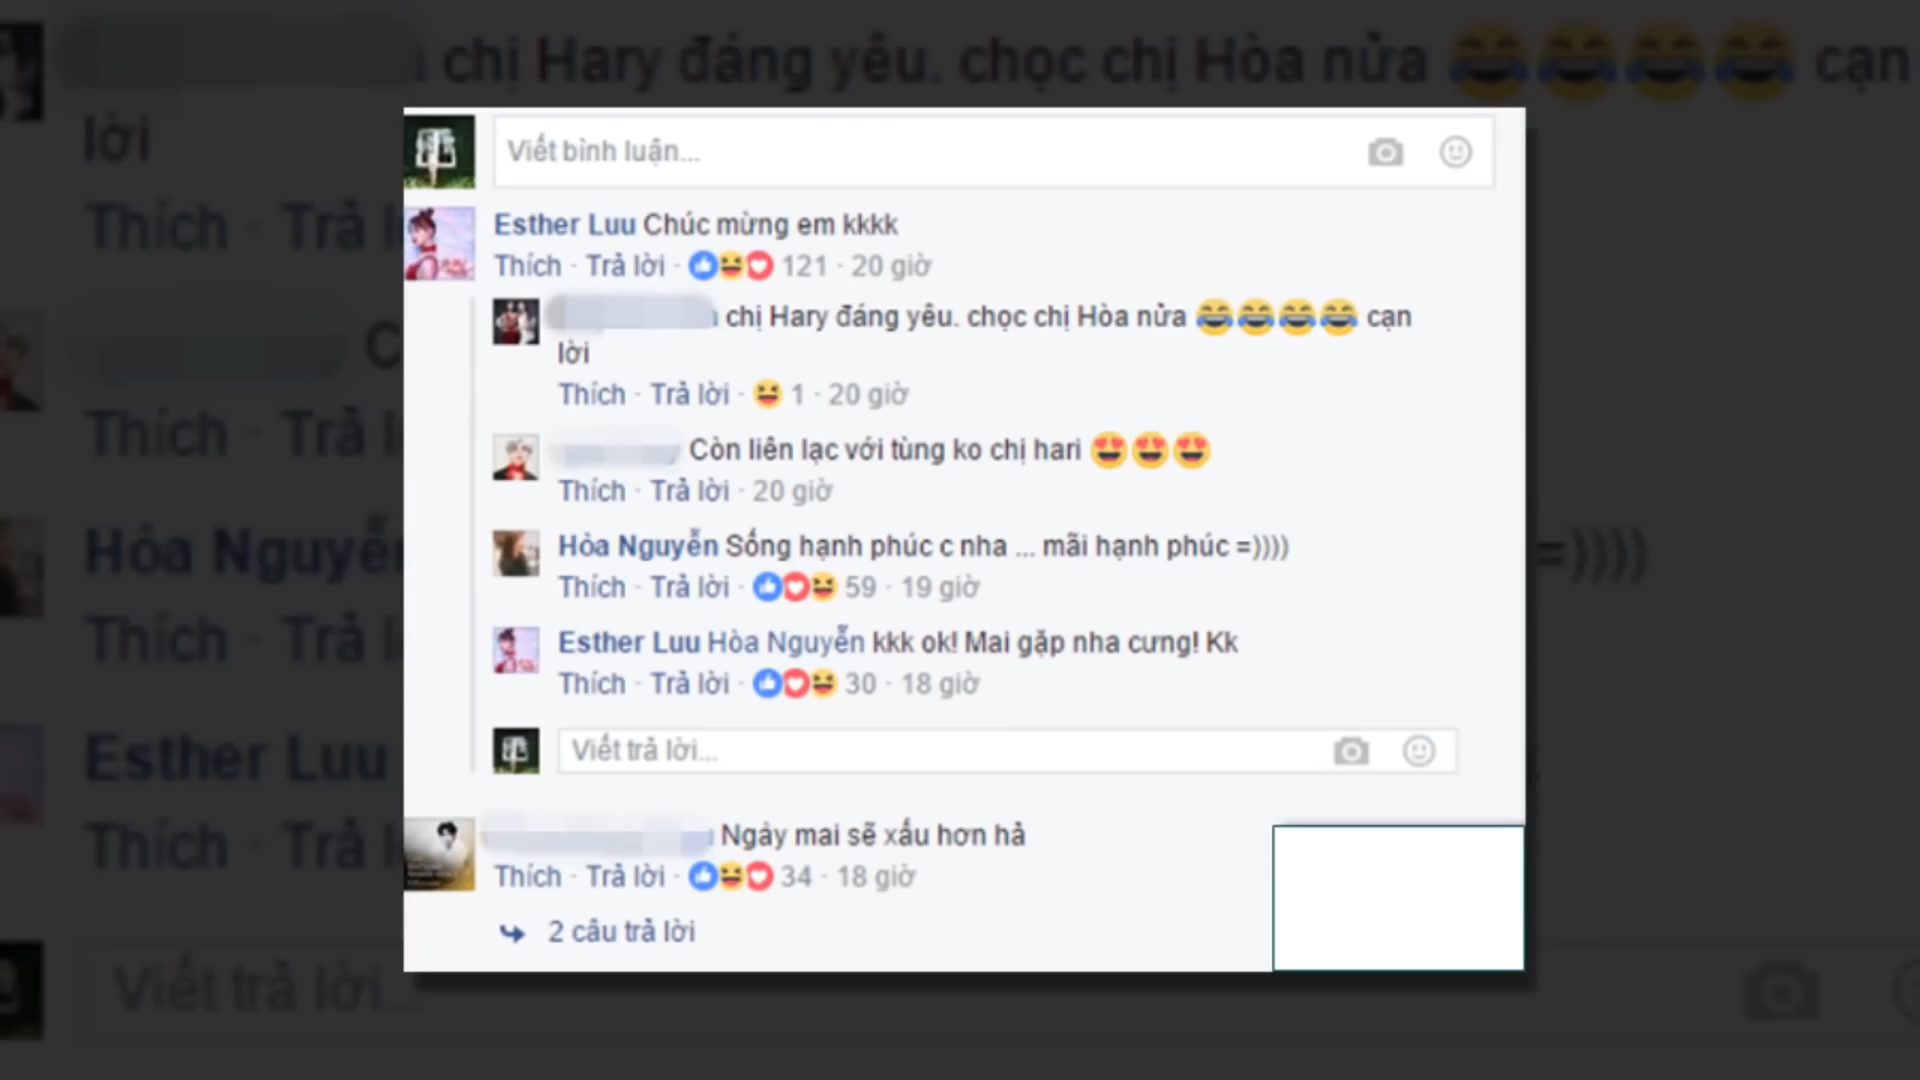 chị Hary đáng yêu. chọc chị Hòa nửa 😂😂😂😂 cạn
lời
Thích · Trả
Thích · Trả
Hòa Nguyễn
=))))
Thích · Trả
Esther Luu
Thích · Trả
Viết trả lời...
Viết bình luận...
Esther Luu Chúc mừng em kkkk
Thích · Trả lời · 👍😆❤️ 121 · 20 giờ
chị Hary đáng yêu. chọc chị Hòa nửa 😂😂😂😂 cạn
lời
Thích · Trả lời · 😆 1 · 20 giờ
Còn liên lạc với tùng ko chị hari 😍😍😍
Thích · Trả lời · 20 giờ
Hòa Nguyễn Sống hạnh phúc c nha ... mãi hạnh phúc =))))
Thích · Trả lời · 👍❤️😆 59 · 19 giờ
Esther Luu Hòa Nguyễn kkk ok! Mai gặp nha cưng! Kk
Thích · Trả lời · 👍❤️😆 30 · 18 giờ
Viết trả lời...
Ngày mai sẽ xấu hơn hả
Thích · Trả lời · 👍😆❤️ 34 · 18 giờ
2 câu trả lời